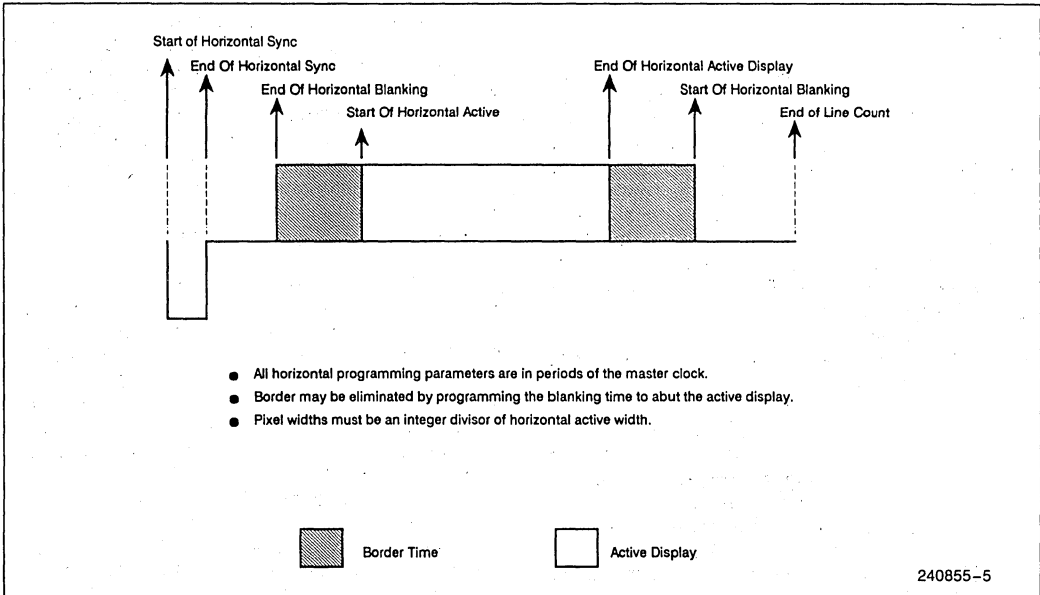 Start of Horizontal Sync
End Of Horizontal Sync
End Of Horizontal Blanking
Start Of Horizontal Active
End Of Horizontal Active Display
Start Of Horizontal Blanking
End of Line Count
● All horizontal programming parameters are in periods of the master clock.
● Border may be eliminated by programming the blanking time to abut the active display.
● Pixel widths must be an integer divisor of horizontal active width.
Border Time
Active Display
240855–5